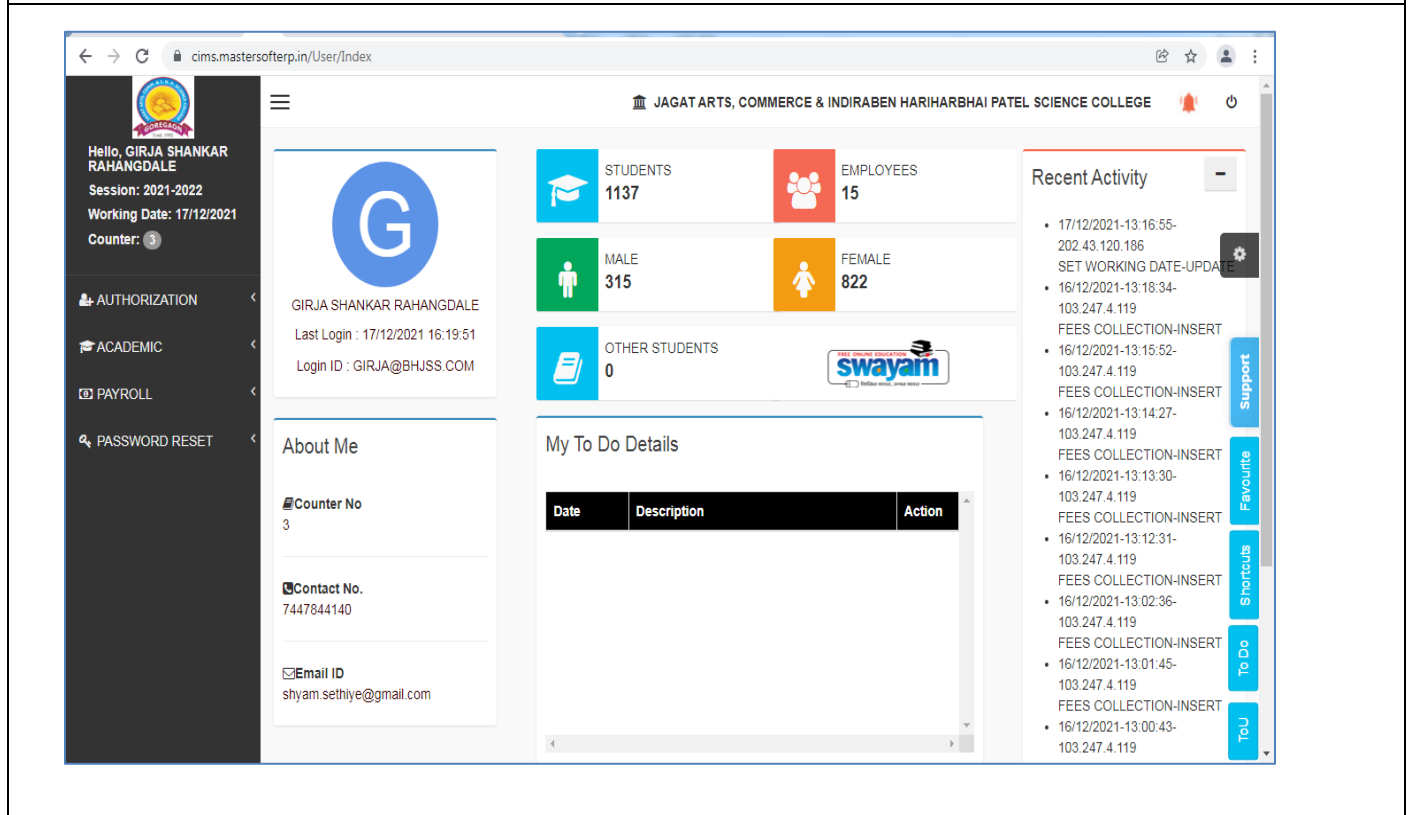 cims.mastersofterp.in/User/Index
GOREGAON
Hello, GIRJA SHANKAR
RAHANGDALE
Session: 2021-2022
Working Date: 17/12/2021
Counter: 3
AUTHORIZATION
ACADEMIC
PAYROLL
PASSWORD RESET
JAGAT ARTS, COMMERCE & INDIRABEN HARIHARBHAI PATEL SCIENCE COLLEGE
G
GIRJA SHANKAR RAHANGDALE
Last Login : 17/12/2021 16:19:51
Login ID : GIRJA@BHJSS.COM
About Me
Counter No
3
Contact No.
7447844140
Email ID
shyam.sethiye@gmail.com
STUDENTS
1137
EMPLOYEES
15
MALE
315
FEMALE
822
OTHER STUDENTS
0
FREE ONLINE EDUCATION
swayam
My To Do Details
Date Description Action
Recent Activity
17/12/2021-13:16:55-
202.43.120.186
SET WORKING DATE-UPDATE
16/12/2021-13:18:34-
103.247.4.119
FEES COLLECTION-INSERT
16/12/2021-13:15:52-
103.247.4.119
FEES COLLECTION-INSERT
16/12/2021-13:14:27-
103.247.4.119
FEES COLLECTION-INSERT
16/12/2021-13:13:30-
103.247.4.119
FEES COLLECTION-INSERT
16/12/2021-13:12:31-
103.247.4.119
FEES COLLECTION-INSERT
16/12/2021-13:02:36-
103.247.4.119
FEES COLLECTION-INSERT
16/12/2021-13:01:45-
103.247.4.119
FEES COLLECTION-INSERT
16/12/2021-13:00:43-
103.247.4.119
Support
Favourite
Shortcuts
To Do
ToU